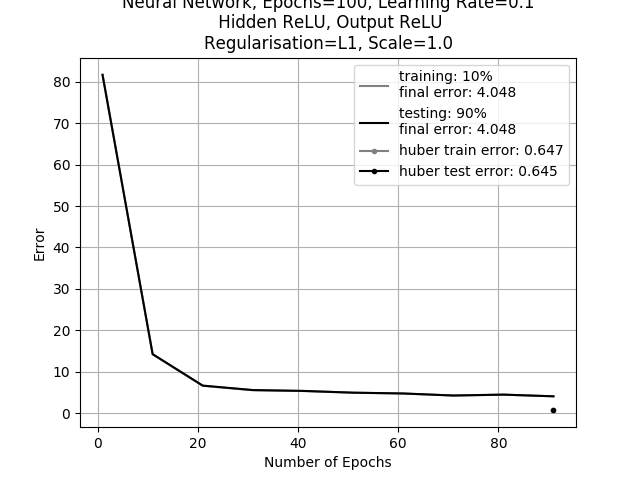 Neural Network, Epochs=100, Learning Rate=0.1
Hidden ReLU, Output ReLU
Regularisation=L1, Scale=1.0
training: 10%
final error: 4.048
testing: 90%
final error: 4.048
huber train error: 0.647
huber test error: 0.645
Error
80
70
60
50
40
30
20
10
0
0 20 40 60 80
Number of Epochs